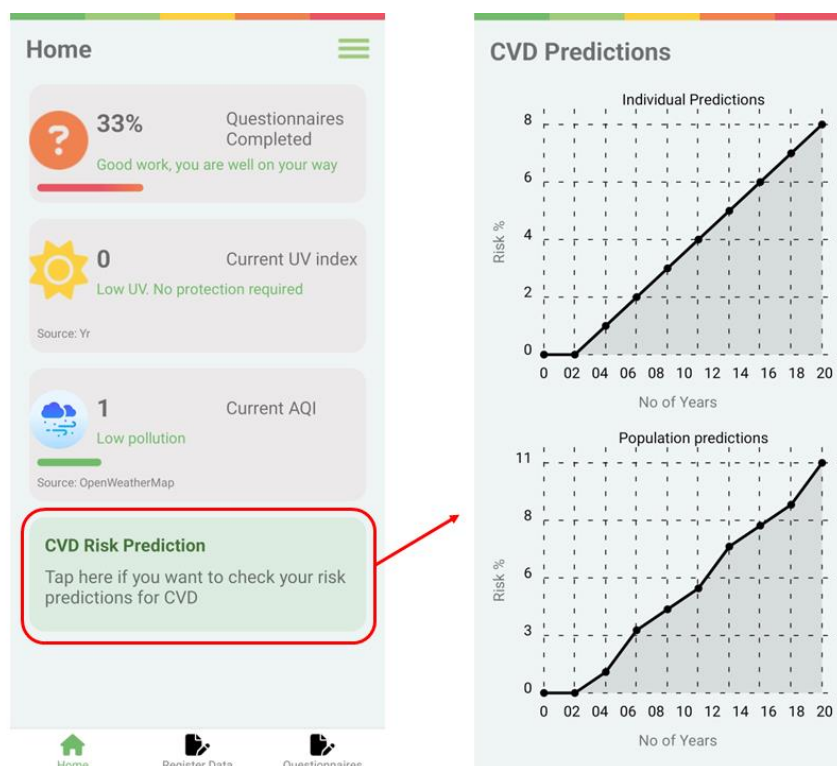 Home
33%
Questionnaires
Completed
Good work, you are well on your way
0
Current UV index
Low UV. No protection required
Source: Yr
1
Current AQI
Low pollution
Source: OpenWeatherMap
CVD Risk Prediction
Tap here if you want to check your risk
predictions for CVD
Home
Register Data
Questionnaires
CVD Predictions
Individual Predictions
8
6
4
2
0
Risk %
0 02 04 06 08 10 12 14 16 18 20
No of Years
Population predictions
11
8
6
3
0
Risk %
0 02 04 06 08 10 12 14 16 18 20
No of Years